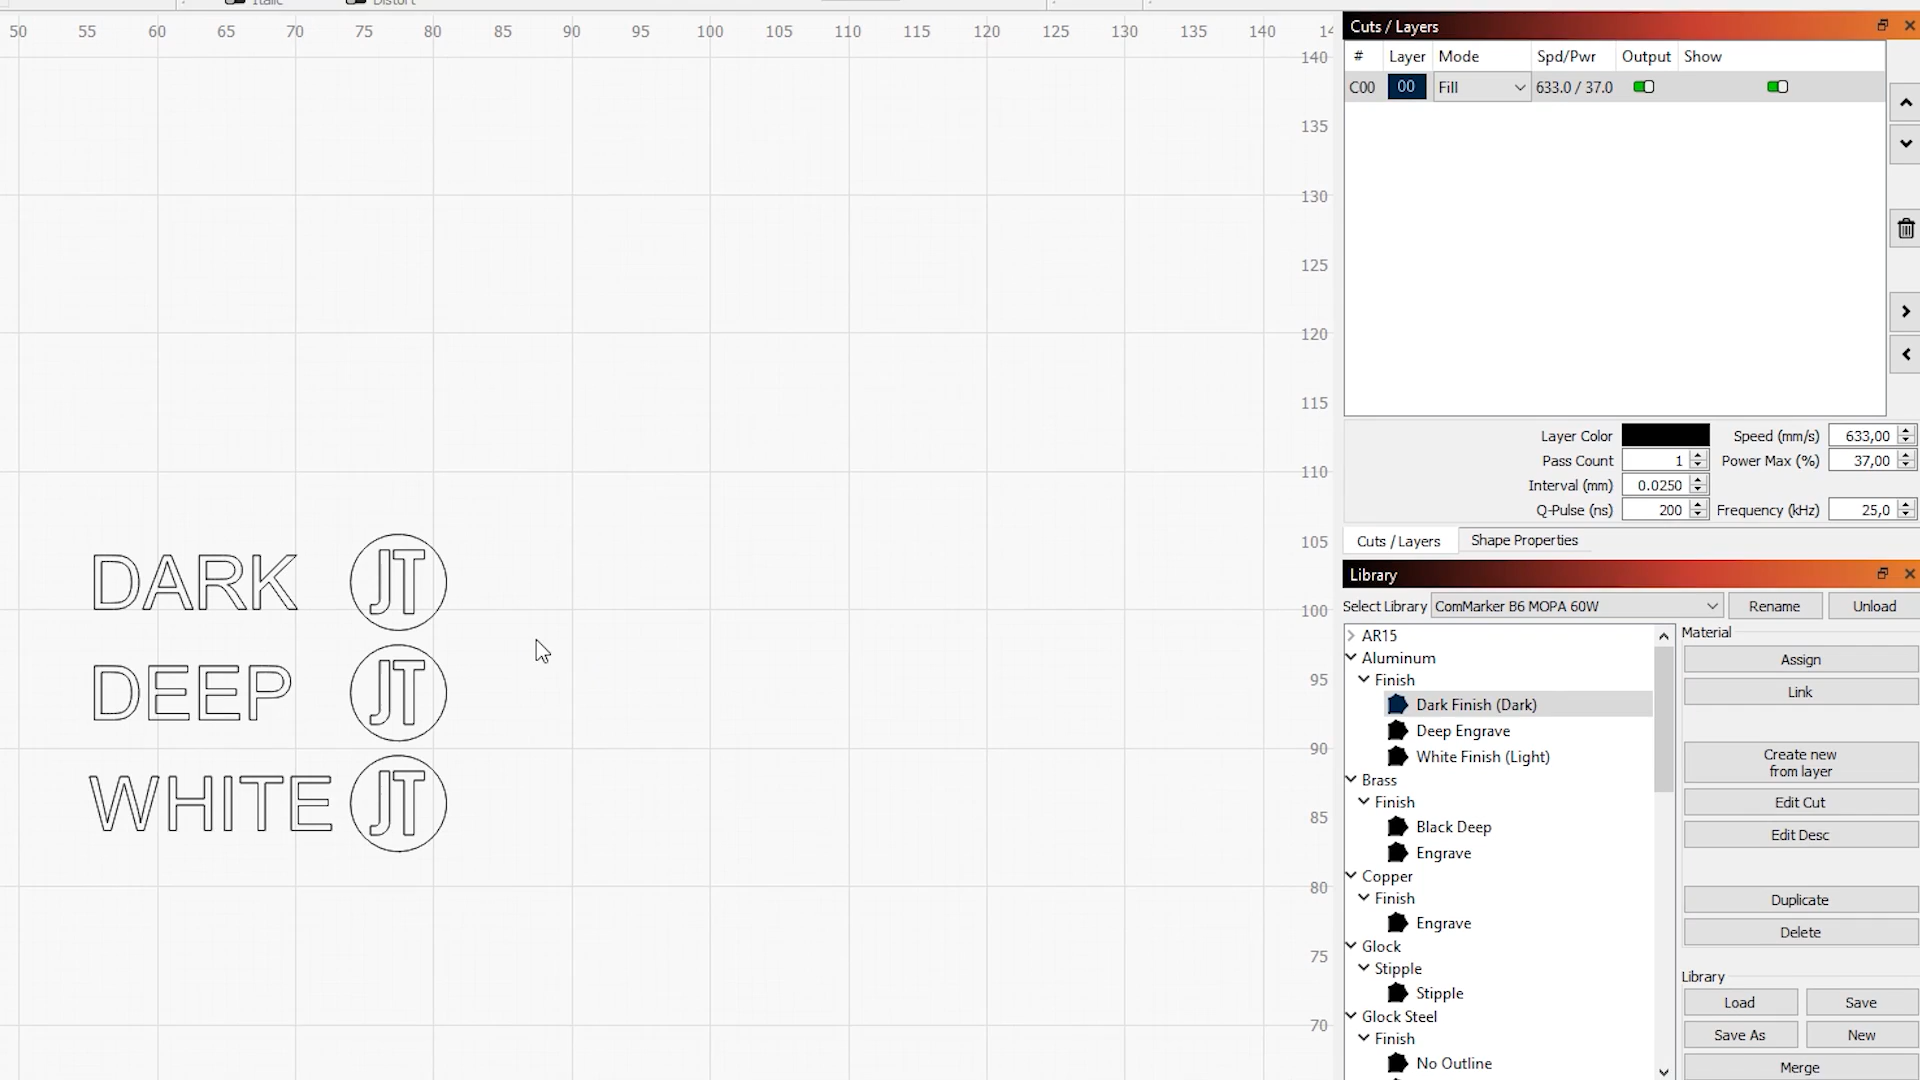 Italic Distort
50 55 60 65 70 75 80 85 90 95 100 105 110 115 120 125 130 135 140
140
135
130
125
120
115
110
105
100
95
90
85
80
75
70
DARK JT
DEEP JT
WHITE JT
Cuts / Layers
# Layer Mode Spd/Pwr Output Show
C00 00 Fill 633.0 / 37.0
Layer Color Speed (mm/s) 633,00
Pass Count 1 Power Max (%) 37,00
Interval (mm) 0.0250
Q-Pulse (ns) 200 Frequency (kHz) 25,0
Cuts / Layers Shape Properties
Library
Select Library ComMarker B6 MOPA 60W Rename Unload
AR15
Aluminum
Finish
Dark Finish (Dark)
Deep Engrave
White Finish (Light)
Brass
Finish
Black Deep
Engrave
Copper
Finish
Engrave
Glock
Stipple
Stipple
Glock Steel
Finish
No Outline
Material
Assign
Link
Create new
from layer
Edit Cut
Edit Desc
Duplicate
Delete
Library
Load Save
Save As New
Merge